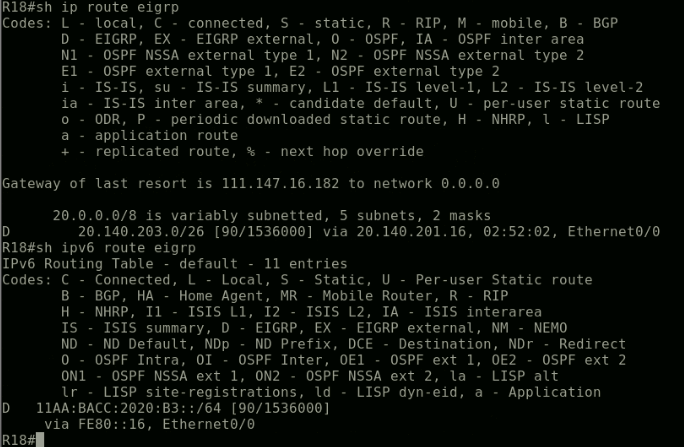 R18#sh ip route eigrp
Codes: L - local, C - connected, S - static, R - RIP, M - mobile, B - BGP
       D - EIGRP, EX - EIGRP external, O - OSPF, IA - OSPF inter area
       N1 - OSPF NSSA external type 1, N2 - OSPF NSSA external type 2
       E1 - OSPF external type 1, E2 - OSPF external type 2
       i - IS-IS, su - IS-IS summary, L1 - IS-IS level-1, L2 - IS-IS level-2
       ia - IS-IS inter area, * - candidate default, U - per-user static route
       o - ODR, P - periodic downloaded static route, H - NHRP, l - LISP
       a - application route
       + - replicated route, % - next hop override
Gateway of last resort is 111.147.16.182 to network 0.0.0.0
      20.0.0.0/8 is variably subnetted, 5 subnets, 2 masks
D        20.140.203.0/26 [90/1536000] via 20.140.201.16, 02:52:02, Ethernet0/0
R18#sh ipv6 route eigrp
IPv6 Routing Table - default - 11 entries
Codes: C - Connected, L - Local, S - Static, U - Per-user Static route
       B - BGP, HA - Home Agent, MR - Mobile Router, R - RIP
       H - NHRP, I1 - ISIS L1, I2 - ISIS L2, IA - ISIS interarea
       IS - ISIS summary, D - EIGRP, EX - EIGRP external, NM - NEMO
       ND - ND Default, NDp - ND Prefix, DCE - Destination, NDr - Redirect
       O - OSPF Intra, OI - OSPF Inter, OE1 - OSPF ext 1, OE2 - OSPF ext 2
       ON1 - OSPF NSSA ext 1, ON2 - OSPF NSSA ext 2, la - LISP alt
       lr - LISP site-registrations, ld - LISP dyn-eid, a - Application
D   11AA:BACC:2020:B3::/64 [90/1536000]
     via FE80::16, Ethernet0/0
R18#